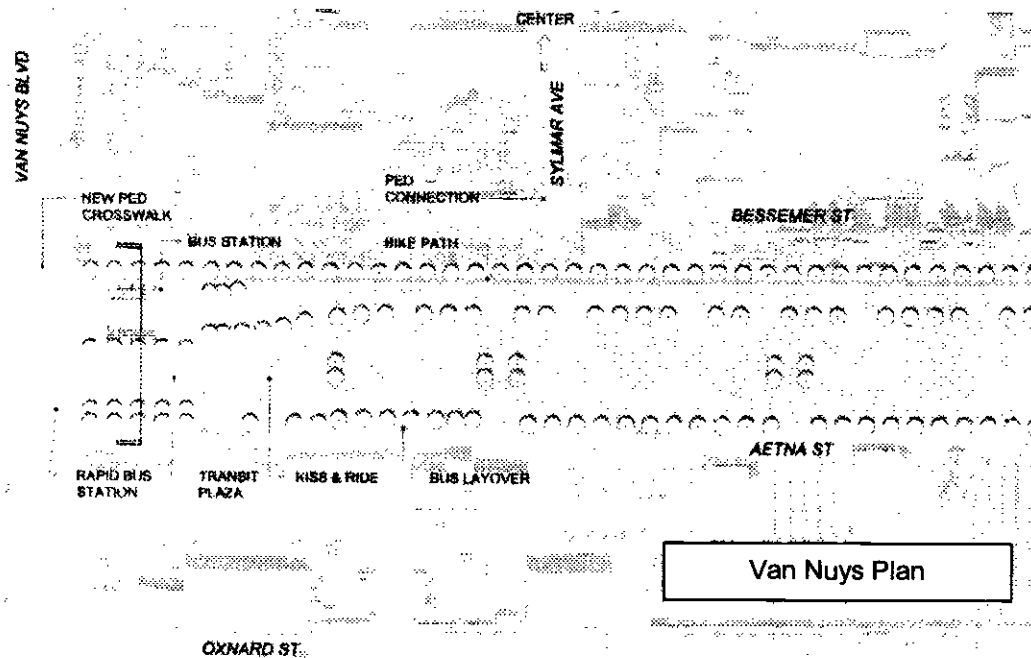 CENTER
VAN NUYS BLVD
SYLMAR AVE
PED
CONNECTION
NEW PED
CROSSWALK
BESSEMER ST
BUS STATION
BIKE PATH
AETNA ST
RAPID BUS
STATION
TRANSIT
PLAZA
KISS & RIDE
BUS LAYOVER
Van Nuys Plan
OXNARD ST